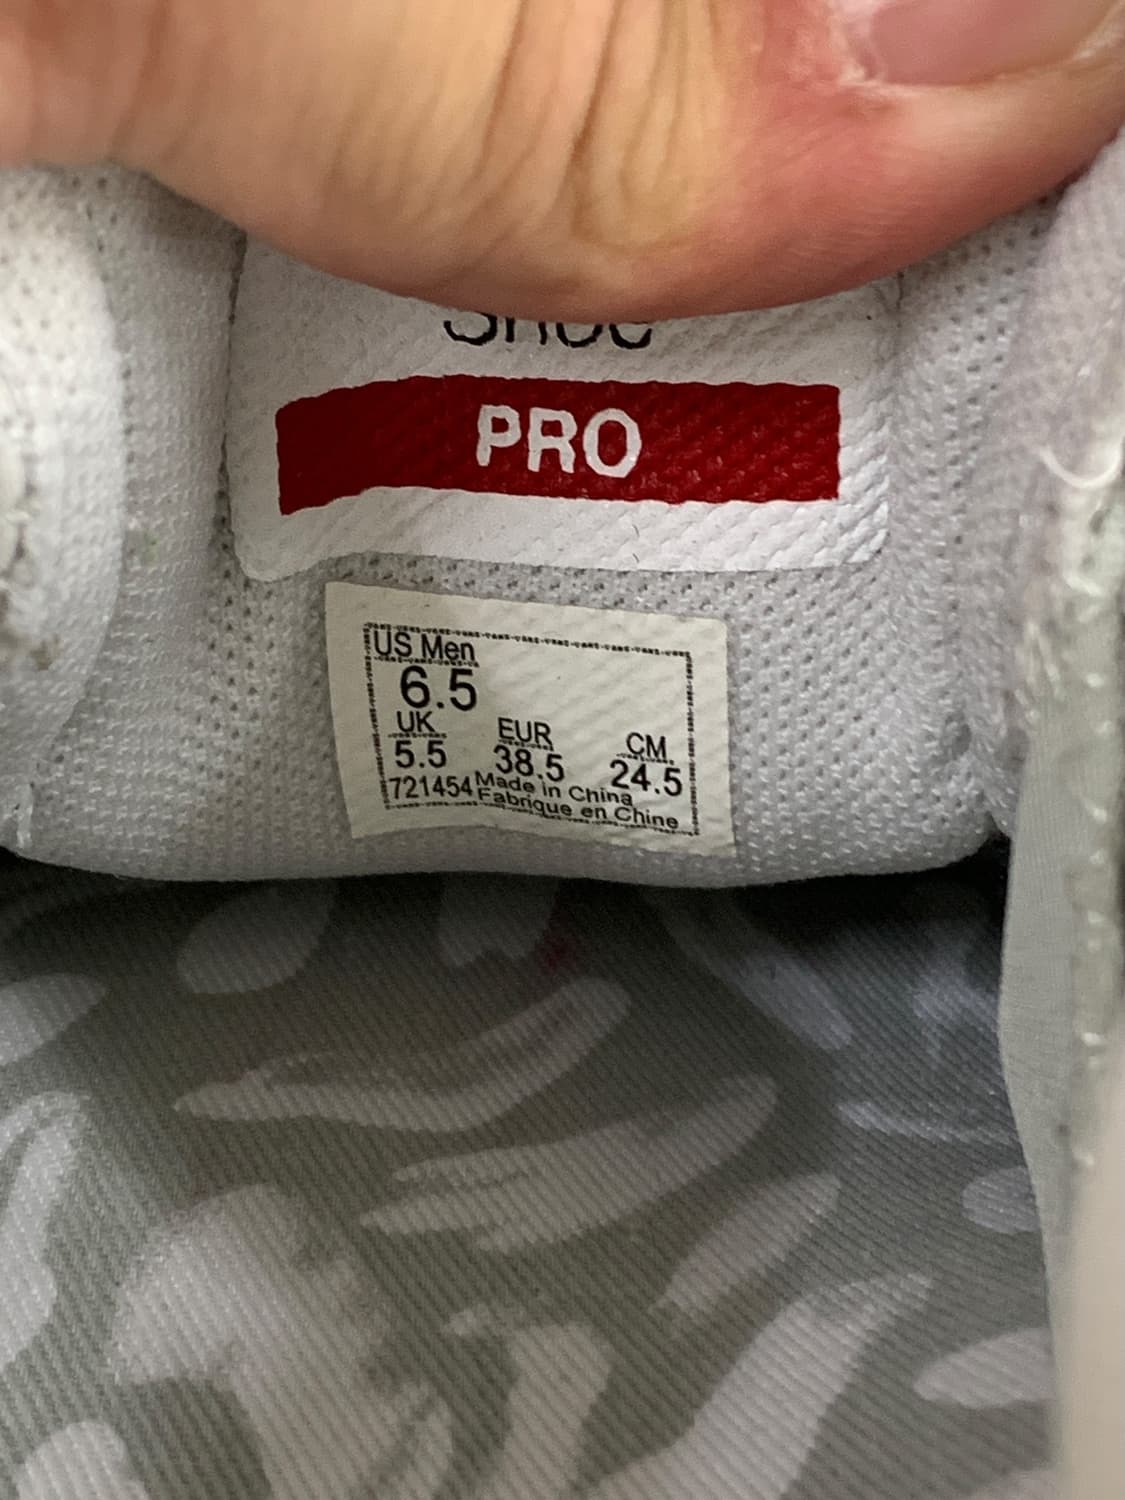 Shoe
PRO
US Men
6.5
UK EUR CM
5.5 38.5 24.5
721454 Made in China
Fabrique en Chine